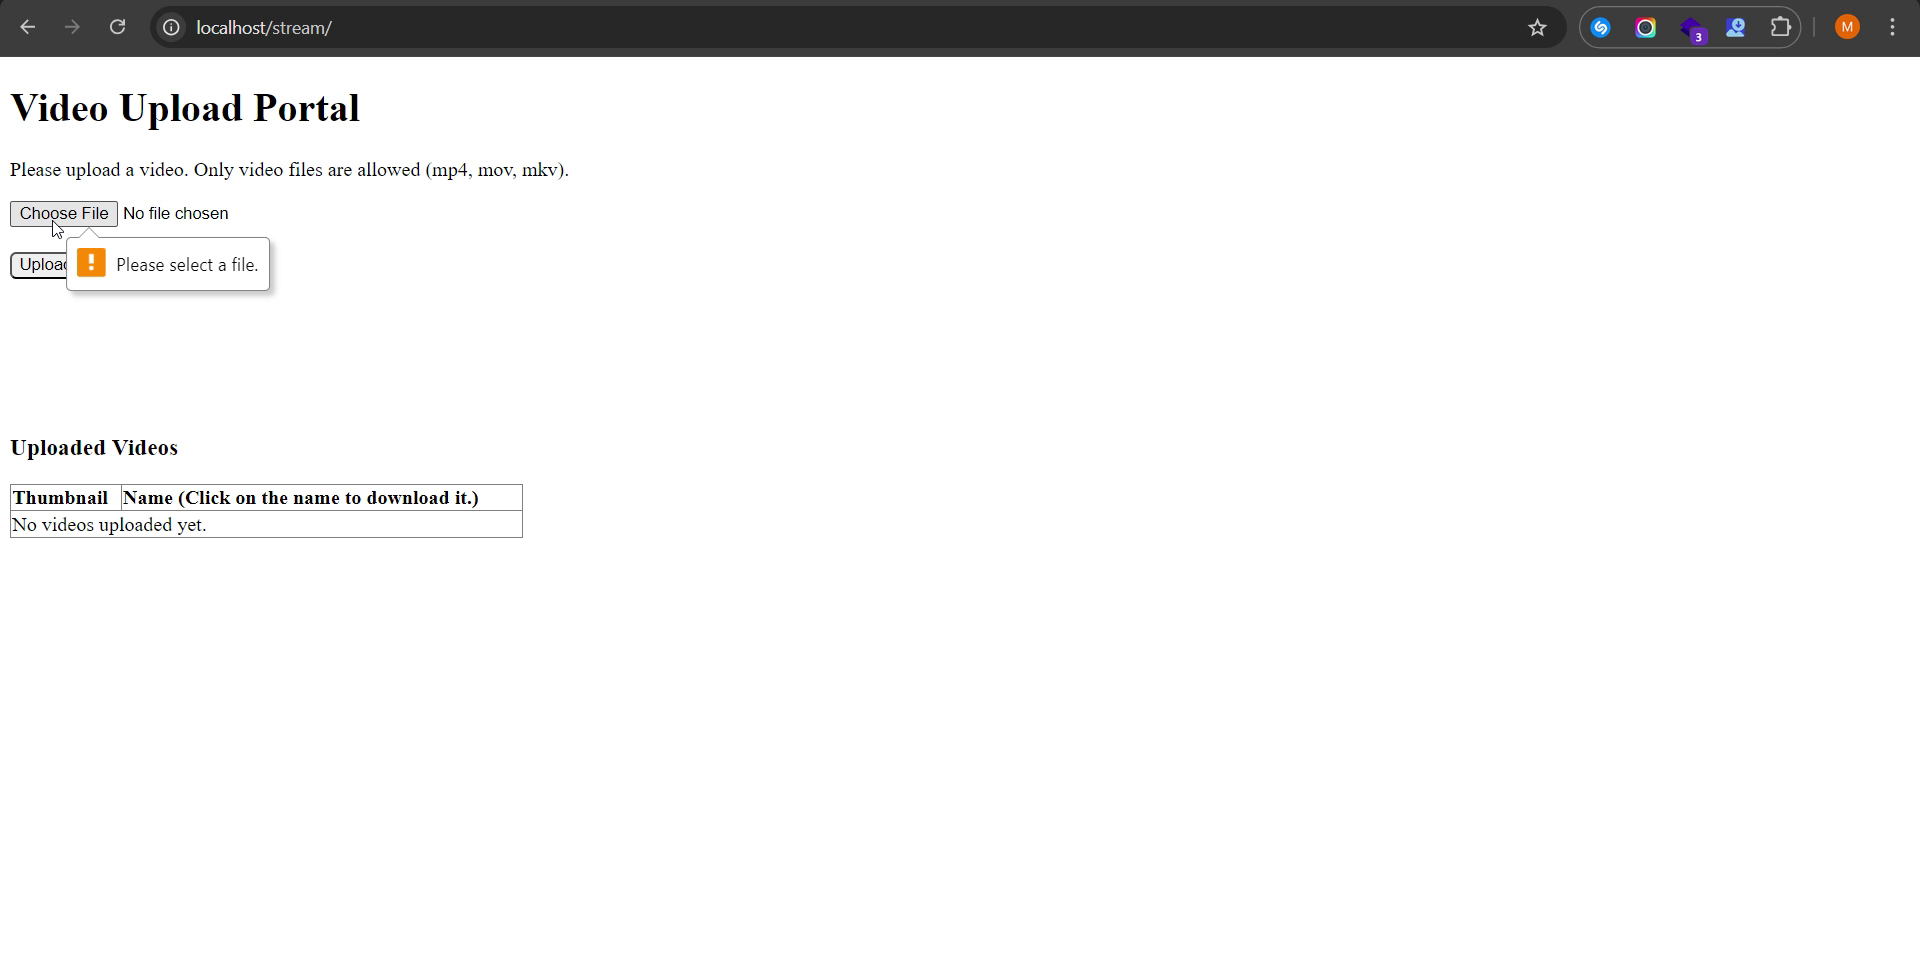 localhost/stream/
3
M
Video Upload Portal
Please upload a video. Only video files are allowed (mp4, mov, mkv).
Choose File No file chosen
Please select a file.
Uploaded Videos
Thumbnail Name (Click on the name to download it.)
No videos uploaded yet.